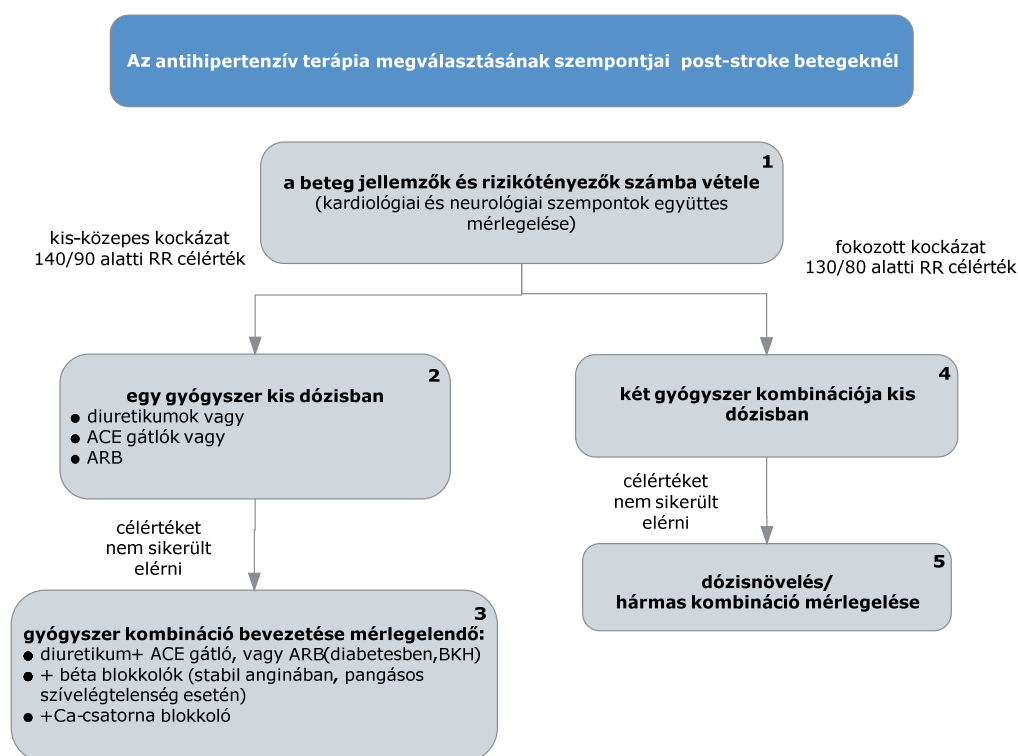 Az antihipertenzív terápia megválasztásának szempontjai post-stroke betegeknél
1
a beteg jellemzők és rizikótényezők számba vétele
(kardiológiai és neurológiai szempontok együttes
mérlegelése)
kis-közepes kockázat
140/90 alatti RR célérték
fokozott kockázat
130/80 alatti RR célérték
2
egy gyógyszer kis dózisban
● diuretikumok vagy
● ACE gátlók vagy
● ARB
4
két gyógyszer kombinációja kis
dózisban
célértéket
nem sikerült
elérni
célértéket
nem sikerült
elérni
3
gyógyszer kombináció bevezetése mérlegelendő:
● diuretikum+ ACE gátló, vagy ARB(diabetesben,BKH)
● + béta blokkolók (stabil anginában, pangásos
szívelégtelenség esetén)
● +Ca-csatorna blokkoló
5
dózisnövelés/
hármas kombináció mérlegelése